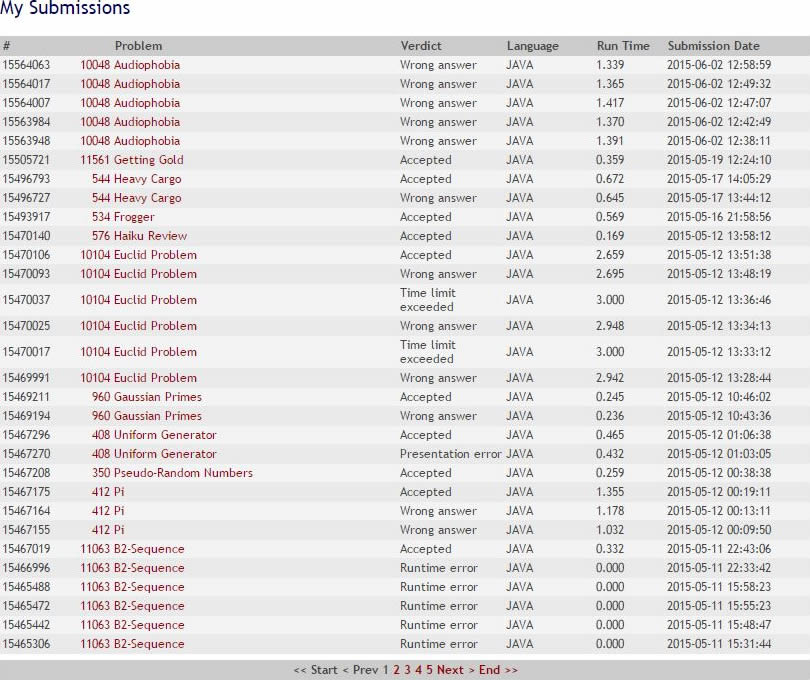 My Submissions
# Problem Verdict Language Run Time Submission Date
15564063 10048 Audiophobia Wrong answer JAVA 1.339 2015-06-02 12:58:59
15564017 10048 Audiophobia Wrong answer JAVA 1.365 2015-06-02 12:49:32
15564007 10048 Audiophobia Wrong answer JAVA 1.417 2015-06-02 12:47:07
15563984 10048 Audiophobia Wrong answer JAVA 1.370 2015-06-02 12:42:49
15563948 10048 Audiophobia Wrong answer JAVA 1.391 2015-06-02 12:38:11
15505721 11561 Getting Gold Accepted JAVA 0.359 2015-05-19 12:24:10
15496793 544 Heavy Cargo Accepted JAVA 0.672 2015-05-17 14:05:29
15496727 544 Heavy Cargo Wrong answer JAVA 0.645 2015-05-17 13:44:12
15493917 534 Frogger Accepted JAVA 0.569 2015-05-16 21:58:56
15470140 576 Haiku Review Accepted JAVA 0.169 2015-05-12 13:58:12
15470106 10104 Euclid Problem Accepted JAVA 2.659 2015-05-12 13:51:38
15470093 10104 Euclid Problem Wrong answer JAVA 2.695 2015-05-12 13:48:19
15470037 10104 Euclid Problem Time limit exceeded JAVA 3.000 2015-05-12 13:36:46
15470025 10104 Euclid Problem Wrong answer JAVA 2.948 2015-05-12 13:34:13
15470017 10104 Euclid Problem Time limit exceeded JAVA 3.000 2015-05-12 13:33:12
15469991 10104 Euclid Problem Wrong answer JAVA 2.942 2015-05-12 13:28:44
15469211 960 Gaussian Primes Accepted JAVA 0.245 2015-05-12 10:46:02
15469194 960 Gaussian Primes Wrong answer JAVA 0.236 2015-05-12 10:43:36
15467296 408 Uniform Generator Accepted JAVA 0.465 2015-05-12 01:06:38
15467270 408 Uniform Generator Presentation error JAVA 0.432 2015-05-12 01:03:05
15467208 350 Pseudo-Random Numbers Accepted JAVA 0.259 2015-05-12 00:38:38
15467175 412 Pi Accepted JAVA 1.355 2015-05-12 00:19:11
15467164 412 Pi Wrong answer JAVA 1.178 2015-05-12 00:13:11
15467155 412 Pi Wrong answer JAVA 1.032 2015-05-12 00:09:50
15467019 11063 B2-Sequence Accepted JAVA 0.332 2015-05-11 22:43:06
15466996 11063 B2-Sequence Runtime error JAVA 0.000 2015-05-11 22:33:42
15465488 11063 B2-Sequence Runtime error JAVA 0.000 2015-05-11 15:58:23
15465472 11063 B2-Sequence Runtime error JAVA 0.000 2015-05-11 15:55:23
15465442 11063 B2-Sequence Runtime error JAVA 0.000 2015-05-11 15:48:47
15465306 11063 B2-Sequence Runtime error JAVA 0.000 2015-05-11 15:31:44
<< Start < Prev 1 2 3 4 5 Next > End >>